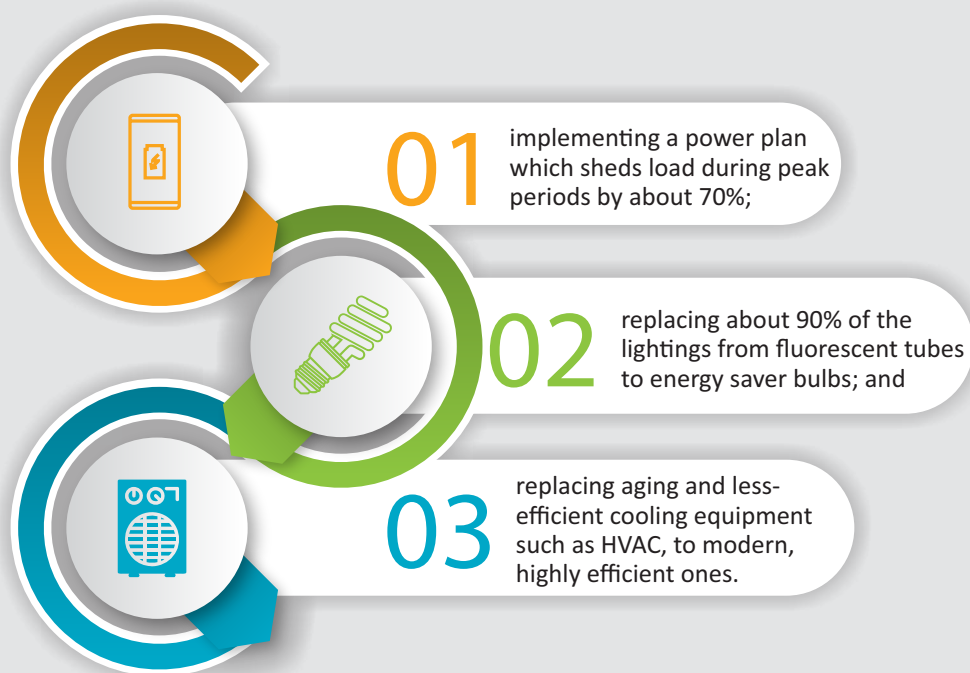 01
implementing a power plan
which sheds load during peak
periods by about 70%;
02
replacing about 90% of the
lightings from fluorescent tubes
to energy saver bulbs; and
03
replacing aging and less-
efficient cooling equipment
such as HVAC, to modern,
highly efficient ones.